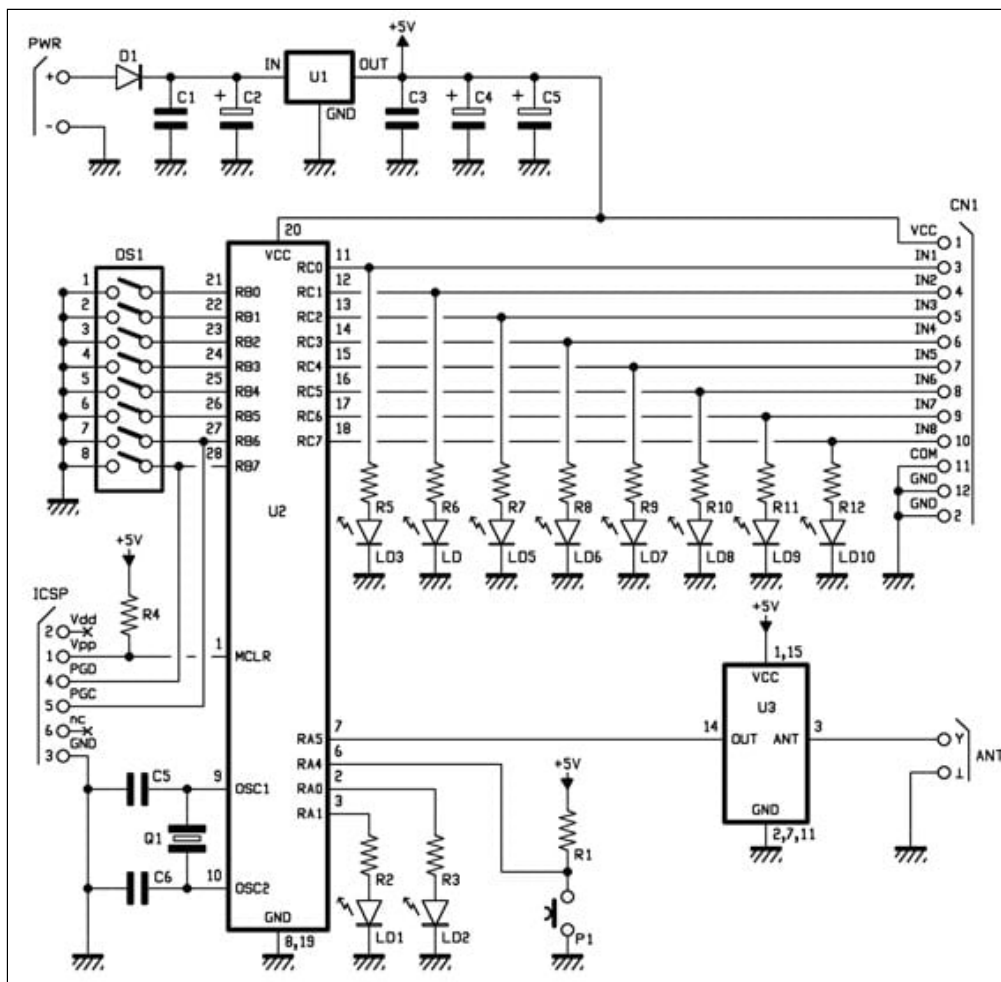 PWR
+
-
D1
C1
+
C2
IN
U1
OUT
GND
+5V
C3
+
C4
+
C5
CN1
VCC
1
IN1
3
IN2
4
IN3
5
IN4
6
IN5
7
IN6
8
IN7
9
IN8
10
COM
11
GND
12
GND
2
DS1
1
2
3
4
5
6
7
8
21
22
23
24
25
26
27
28
20
VCC
RB0
RB1
RB2
RB3
RB4
RB5
RB6
RB7
RC0
RC1
RC2
RC3
RC4
RC5
RC6
RC7
11
12
13
14
15
16
17
18
U2
R5
R6
R7
R8
R9
R10
R11
R12
LD3
LD
LD5
LD6
LD7
LD8
LD9
LD10
+5V
R4
ICSP
2
Vdd
1
Vpp
4
PGD
5
PGC
6
nc
3
GND
1
MCLR
C5
9
OSC1
Q1
C6
10
OSC2
GND
8,19
RA5
7
RA4
6
RA0
2
RA1
3
R2
R3
LD1
LD2
+5V
R1
P1
+5V
1,15
VCC
U3
14
OUT
ANT
3
GND
2,7,11
Y
ANT
⊥